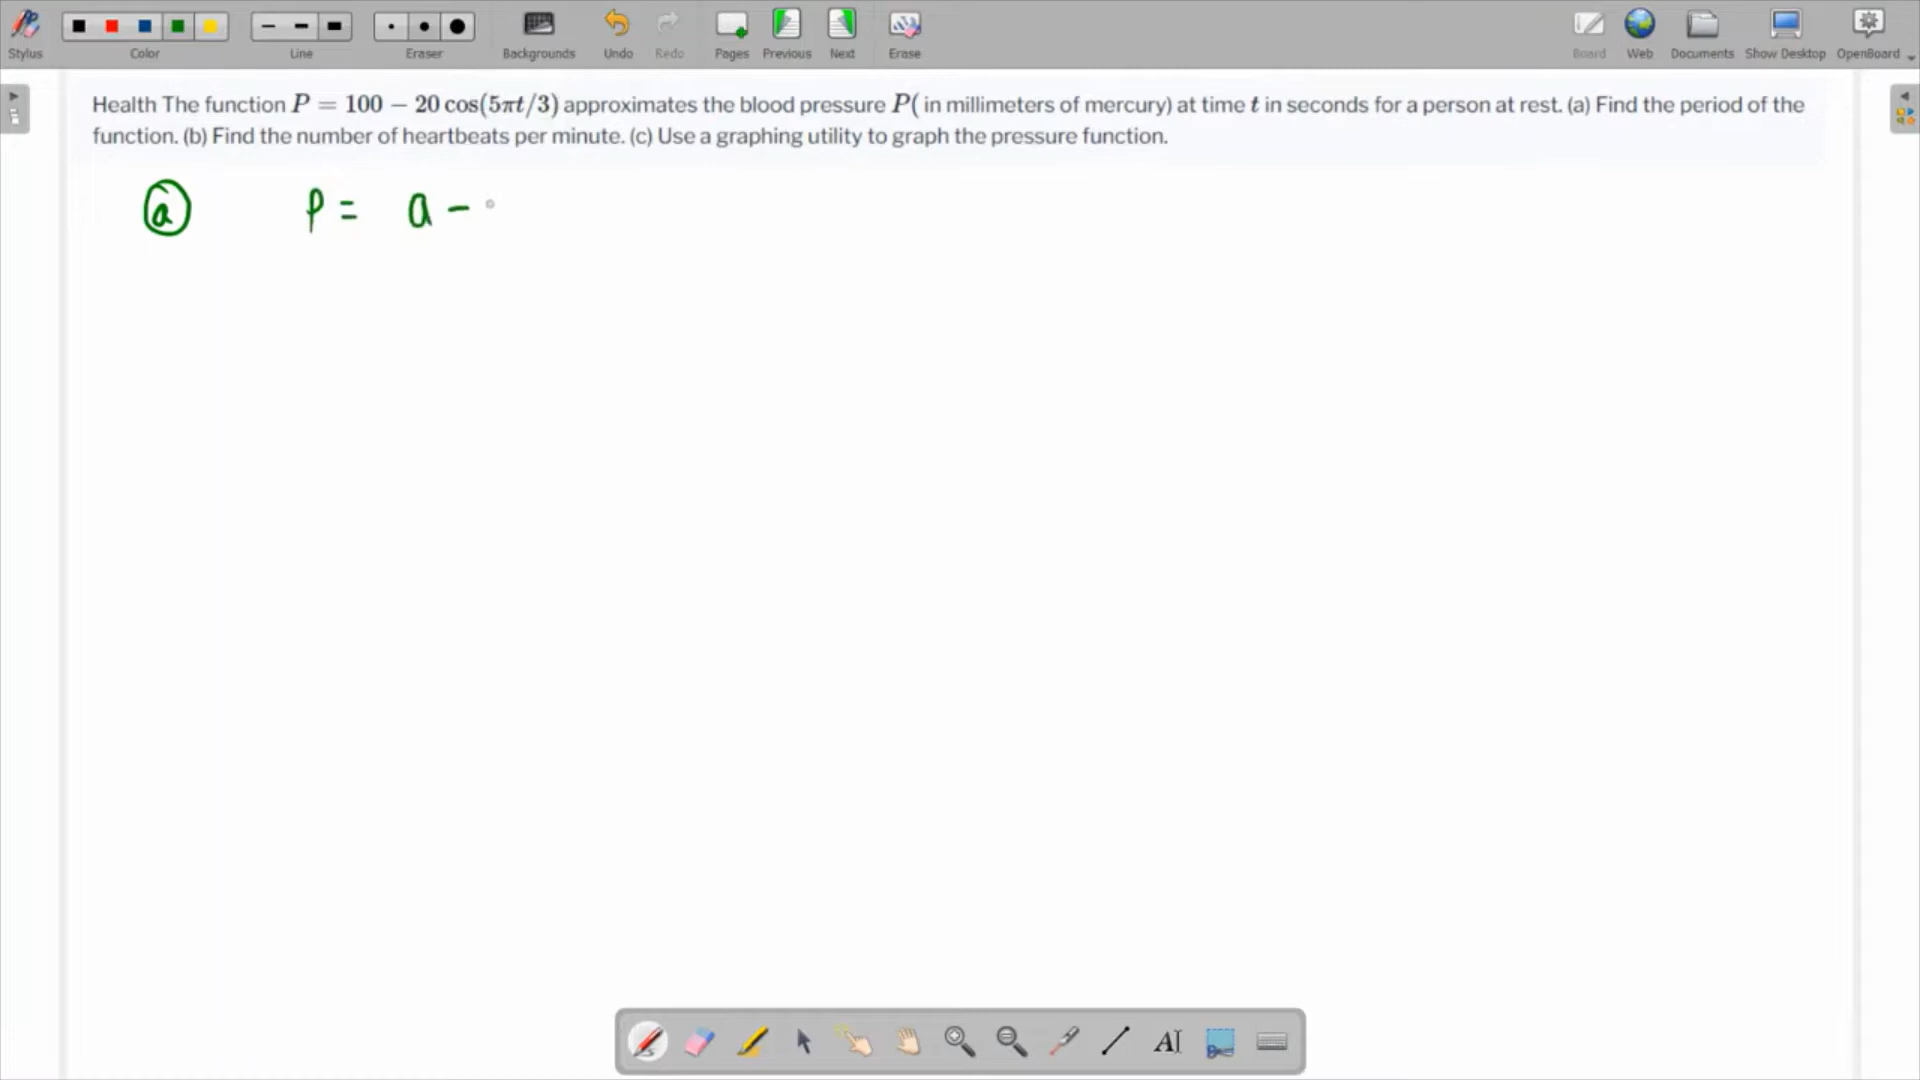 Stylus Color Line Eraser Backgrounds Undo Redo Pages Previous Next Erase Board Web Documents Show Desktop OpenBoard
Health The function P = 100 − 20 cos(5πt/3) approximates the blood pressure P( in millimeters of mercury) at time t in seconds for a person at rest. (a) Find the period of the
function. (b) Find the number of heartbeats per minute. (c) Use a graphing utility to graph the pressure function.
a P = a −
AI